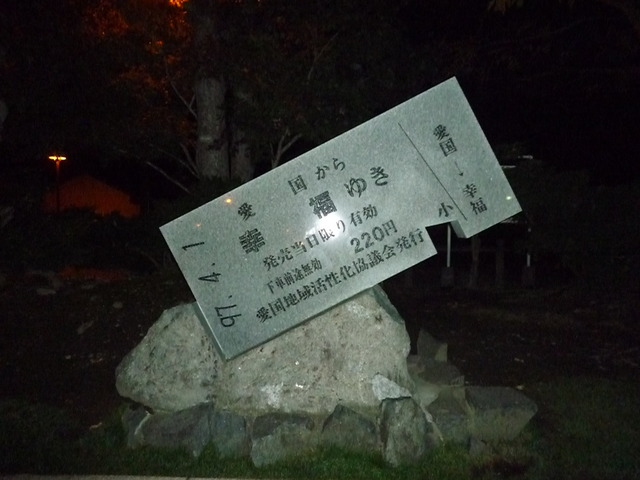 愛国から
幸福ゆき
発売当日限り有効
下車前途無効 220円
愛国地域活性化協議会発行
97.4.1
愛国→幸福
小